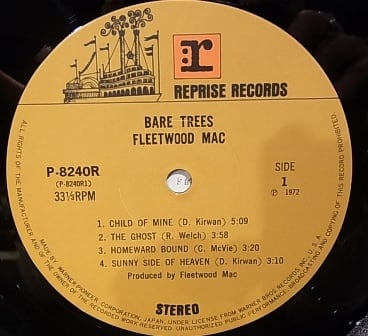 r
REPRISE RECORDS
BARE TREES
FLEETWOOD MAC
P-8240R
(P-8240R1)
33⅓RPM
SIDE
1
Ⓟ 1972
1. CHILD OF MINE (D. Kirwan) 5:09
2. THE GHOST (R. Welch) 3:58
3. HOMEWARD BOUND (C. McVie) 3:20
4. SUNNY SIDE OF HEAVEN (D. Kirwan) 3:10
Produced by Fleetwood Mac
STEREO
MADE BY WARNER-PIONEER CORPORATION, JAPAN, UNDER LICENSE FROM WARNER BROS. RECORDS INC., U.S.A.
ALL RIGHTS OF THE MANUFACTURER AND OF THE OWNER OF THE RECORDED WORK RESERVED. UNAUTHORIZED PUBLIC PERFORMANCE, BROADCASTING AND COPYING OF THIS RECORD PROHIBITED.